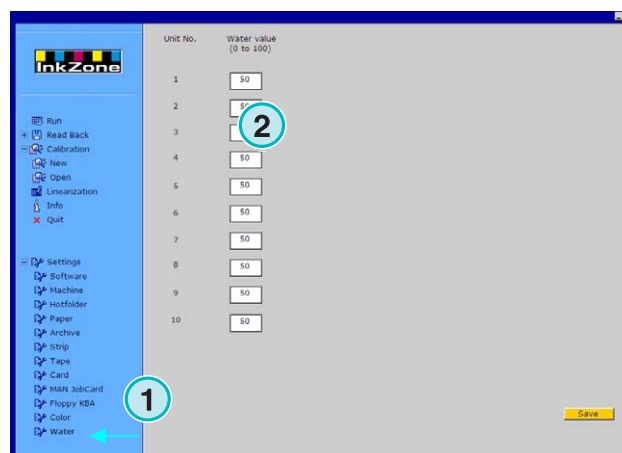 InkZone
Run
Read Back
Calibration
New
Open
Linearization
Info
Quit
Settings
Software
Machine
Hotfolder
Paper
Archive
Strip
Tape
Card
MAN JobCard
Floppy KBA
Color
Water
1
Unit No. Water value
(0 to 100)
1 50
2
2
3
4 50
5 50
6 50
7 50
8 50
9 50
10 50
Save